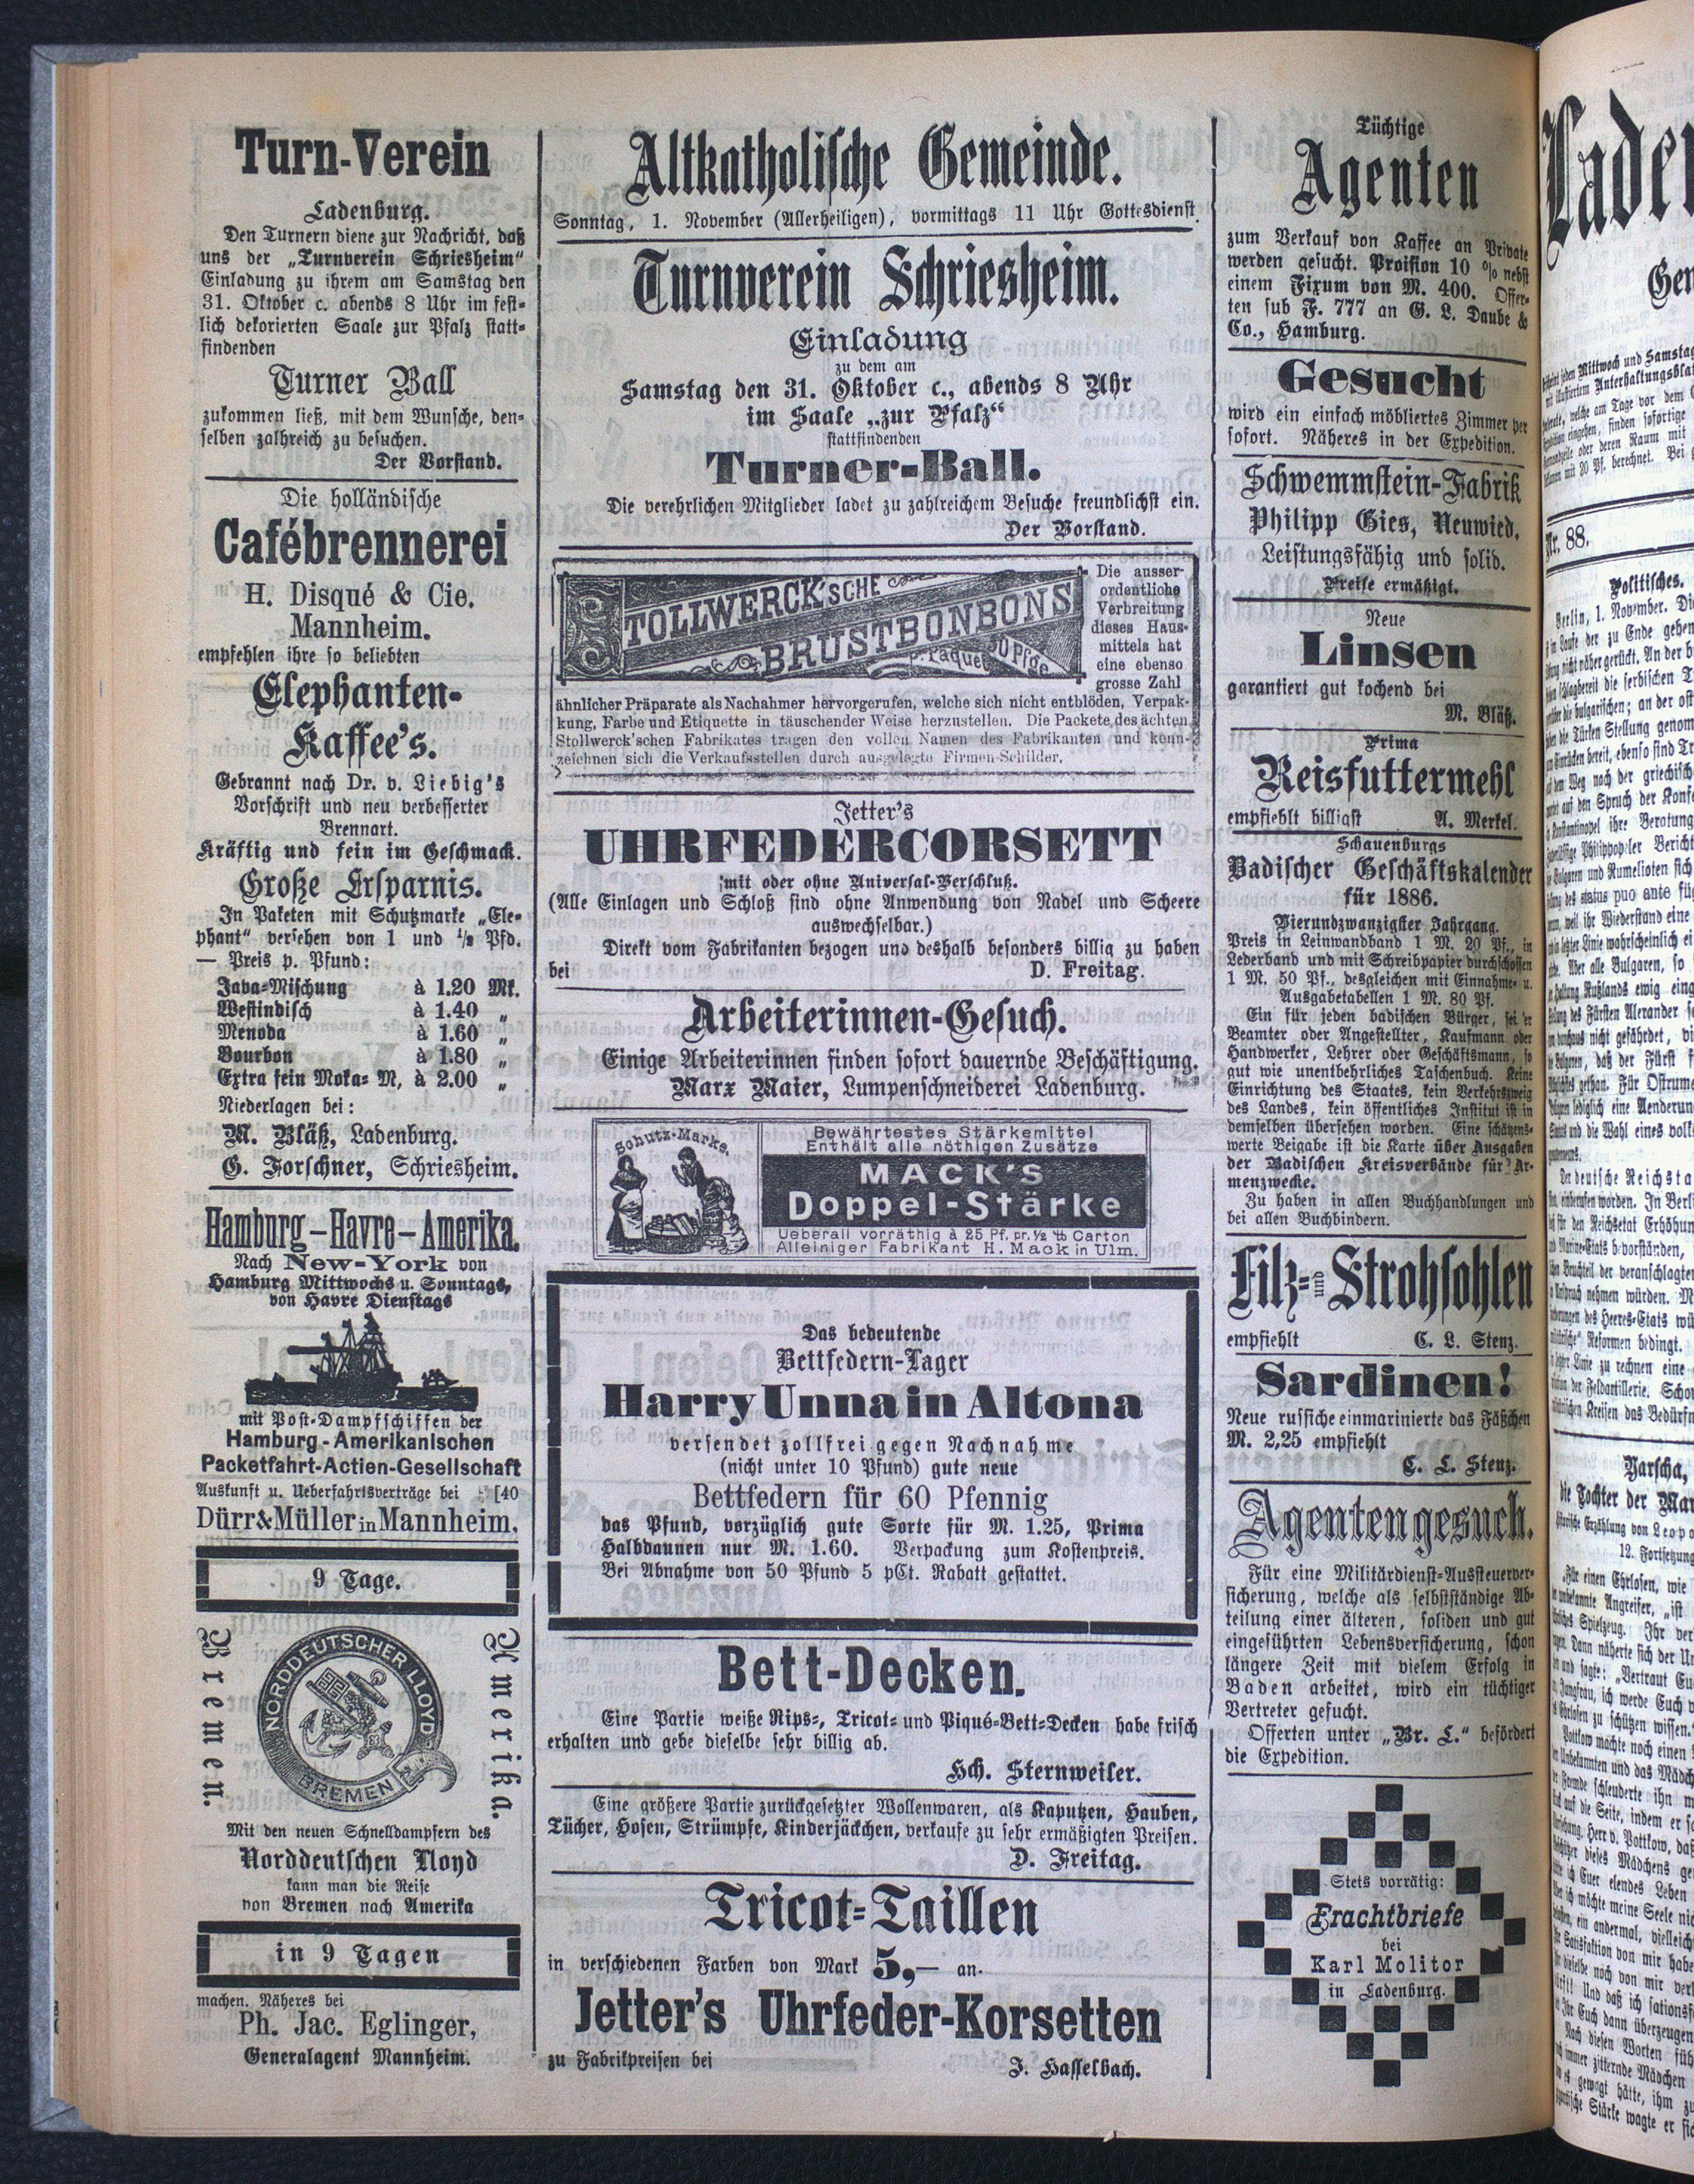 Turn-Verein
Ladenburg.
Den Turnern diene zur Nachricht, daß
uns der „Turnverein Schriesheim“
Einladung zu ihrem am Samstag den
31. Oktober c. abends 8 Uhr im fest-
lich dekorierten Saale zur Pfalz statt-
findenden
Turner Ball
zukommen ließ, mit dem Wunsche, den-
selben zalhreich zu besuchen.
Der Vorstand.
Die holländische
Cafébrennerei
H. Disqué & Cie.
Mannheim.
empfehlen ihre so beliebten
Elephanten-
Kaffee's.
Gebrannt nach Dr. v. Liebig's
Vorschrift und neu verbesserter
Brennart.
Kräftig und fein im Geschmack.
Große Ersparnis.
In Paketen mit Schutzmarke „Ele-
phant“ versehen von 1 und ½ Pfd.
— Preis p. Pfund:
Java-Mischung à 1.20 Mk.
Westindisch à 1.40 „
Menoda à 1.60 „
Bourbon à 1.80 „
Extra fein Moka- M, à 2.00 „
Niederlagen bei:
M. Bläß, Ladenburg.
G. Forschner, Schriesheim.
Hamburg – Havre – Amerika.
Nach New-York von
Hamburg Mittwochs u. Sonntags,
von Havre Dienstags
mit Post-Dampfschiffen der
Hamburg-Amerikanischen
Packetfahrt-Actien-Gesellschaft
Auskunft u. Ueberfahrtsverträge bei [40
Dürr&Müller in Mannheim.
9 Tage.
Bremen. Amerika.
NORDDEUTSCHER LLOYD
BREMEN
Mit den neuen Schnelldampfern des
Norddeutschen Lloyd
kann man die Reise
von Bremen nach Amerika
in 9 Tagen
machen. Näheres bei
Ph. Jac. Eglinger,
Generalagent Mannheim.
Altkatholische Gemeinde.
Sonntag, 1. November (Allerheiligen), vormittags 11 Uhr Gottesdienst.
Turnverein Schriesheim.
Einladung
zu dem am
Samstag den 31. Oktober c., abends 8 Uhr
im Saale „zur Pfalz“
stattfindenden
Turner-Ball.
Die verehrlichen Mitglieder ladet zu zahlreichem Besuche freundlichst ein.
Der Vorstand.
STOLLWERCK'SCHE
BRUSTBONBONS
p. Paquet 50 Pfge
Die ausser-
ordentliche
Verbreitung
dieses Haus-
mittels hat
eine ebenso
grosse Zahl
ähnlicher Präparate als Nachahmer hervorgerufen, welche sich nicht entblöden, Verpak-
kung, Farbe und Etiquette in täuschender Weise herzustellen. Die Packete des ächten
Stollwerck'schen Fabrikates tragen den vollen Namen des Fabrikanten und kenn-
zeichnen sich die Verkaufsstellen durch ausgelegte Firmen-Schilder.
Jetter's
UHRFEDERCORSETT
mit oder ohne Universal-Verschluß.
(Alle Einlagen und Schloß sind ohne Anwendung von Nadel und Scheere
auswechselbar.)
Direkt vom Fabrikanten bezogen und deshalb besonders billig zu haben
bei D. Freitag.
Arbeiterinnen-Gesuch.
Einige Arbeiterinnen finden sofort dauernde Beschäftigung.
Marx Maier, Lumpenschneiderei Ladenburg.
Schutz-Marke.
Bewährtestes Stärkemittel
Enthält alle nöthigen Zusätze
MACK'S
Doppel-Stärke
Ueberall vorräthig à 25 Pf. pr. ½ ℔ Carton
Alleiniger Fabrikant H. Mack in Ulm.
Das bedeutende
Bettfedern-Lager
Harry Unna in Altona
versendet zollfrei gegen Nachnahme
(nicht unter 10 Pfund) gute neue
Bettfedern für 60 Pfennig
das Pfund, vorzüglich gute Sorte für M. 1.25, Prima
Halbdaunen nur M. 1.60. Verpackung zum Kostenpreis.
Bei Abnahme von 50 Pfund 5 pCt. Rabatt gestattet.
Bett-Decken.
Eine Partie weiße Rips-, Tricot- und Piqué-Bett-Decken habe frisch
erhalten und gebe dieselbe sehr billig ab.
Hch. Sternweiler.
Eine größere Partie zurückgesetzter Wollenwaren, als Kaputzen, Hauben,
Tücher, Hosen, Strümpfe, Kinderjäckchen, verkaufe zu sehr ermäßigten Preisen.
D. Freitag.
Tricot-Taillen
in verschiedenen Farben von Mark 5,— an.
Jetter's Uhrfeder-Korsetten
zu Fabrikpreisen bei J. Hasselbach.
Tüchtige
Agenten
zum Verkauf von Kaffee an Private
werden gesucht. Proision 10 % nebst
einem Fixum von M. 400. Offer-
ten sub F. 777 an G. L. Daube &
Co., Hamburg.
Gesucht
wird ein einfach möbliertes Zimmer per
sofort. Näheres in der Expedition.
Schwemmstein-Fabrik
Philipp Gies, Neuwied.
Leistungsfähig und solid.
Preise ermäßigt.
Neue
Linsen
garantiert gut kochend bei
M. Bläß.
Prima
Reisfuttermehl
empfiehlt billigst A. Merkel.
Schauenburgs
Badischer Geschäftskalender
für 1886.
Vierundzwanzigster Jahrgang.
Preis in Leinwandband 1 M. 20 Pf., in
Lederband und mit Schreibpapier durchschossen
1 M. 50 Pf., desgleichen mit Einnahme- u.
Ausgabetabellen 1 M. 80 Pf.
Ein für jeden badischen Bürger, sei er
Beamter oder Angestellter, Kaufmann oder
Handwerker, Lehrer oder Geschäftsmann, so
gut wie unentbehrliches Taschenbuch. Keine
Einrichtung des Staates, kein Verkehrszweig
des Landes, kein öffentliches Institut ist in
demselben übersehen worden. Eine schätzens-
werte Beigabe ist die Karte über Ausgaben
der Badischen Kreisverbände für Ar-
menzwecke.
Zu haben in allen Buchhandlungen und
bei allen Buchbindern.
Filz- und Strohsohlen
empfiehlt C. L. Stenz.
Sardinen!
Neue russiche einmarinierte das Fäßchen
M. 2,25 empfiehlt
C. L. Stenz.
Agentengesuch.
Für eine Militärdienst-Aussteuerver-
sicherung, welche als selbstständige Ab-
teilung einer älteren, soliden und gut
eingeführten Lebensversicherung, schon
längere Zeit mit vielem Erfolg in
Baden arbeitet, wird ein tüchtiger
Vertreter gesucht.
Offerten unter „Br. L.“ befördert
die Expedition.
Stets vorrätig:
Frachtbriefe
bei
Karl Molitor
in Ladenburg.
Laden
Nr. 88.
Politisches.
Berlin, 1. November.